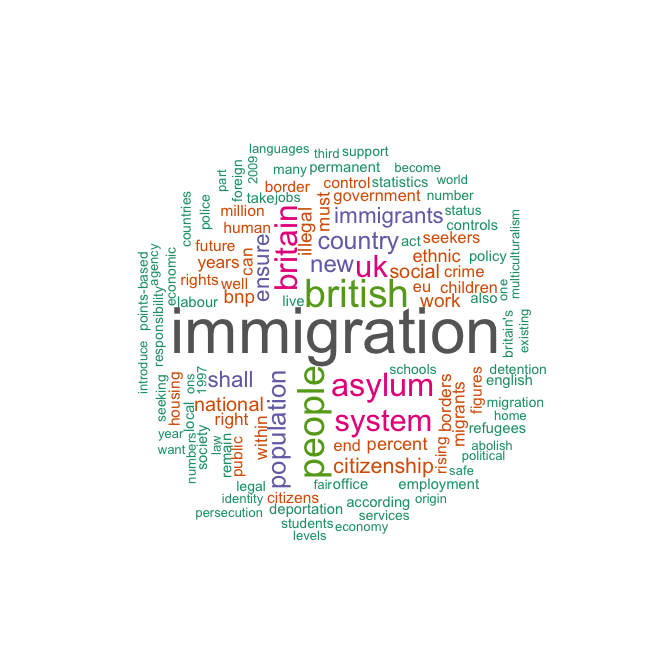 languages
third
support
many
permanent
become
part
foreign
2009
border
control
statistics
world
take
jobs
government
number
countries
police
million
human
illegal
must
immigrants
status
controls
britain
future
years
can
ensure
country
act
seekers
new
uk
ethnic
policy
multiculturalism
points-based
agency
economic
rights
well
social
crime
one
responsibility
labour
bnp
live
british
eu
children
work
also
immigration
britain's
existing
introduce
seeking
housing
ons
1997
shall
population
people
schools
asylum
detention
english
national
local
right
system
borders
migrants
figures
migration
home
refugees
year
want
numbers
society
law
remain
public
within
end
percent
rising
abolish
political
citizenship
safe
legal
fair
office
employment
identity
citizens
according
origin
persecution
deportation
services
students
economy
levels